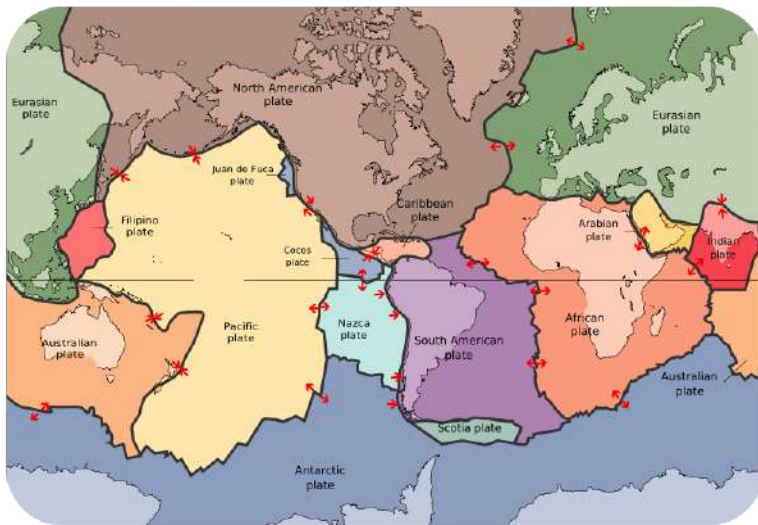 North American
plate
Eurasian
plate
Eurasian
plate
Juan de Fuca
plate
Caribbean
plate
Filipino
plate
Arabian
plate
Indian
plate
Cocos
plate
Australian
plate
Pacific
plate
Nazca
plate
South American
plate
African
plate
Australian
plate
Scotia plate
Antarctic
plate